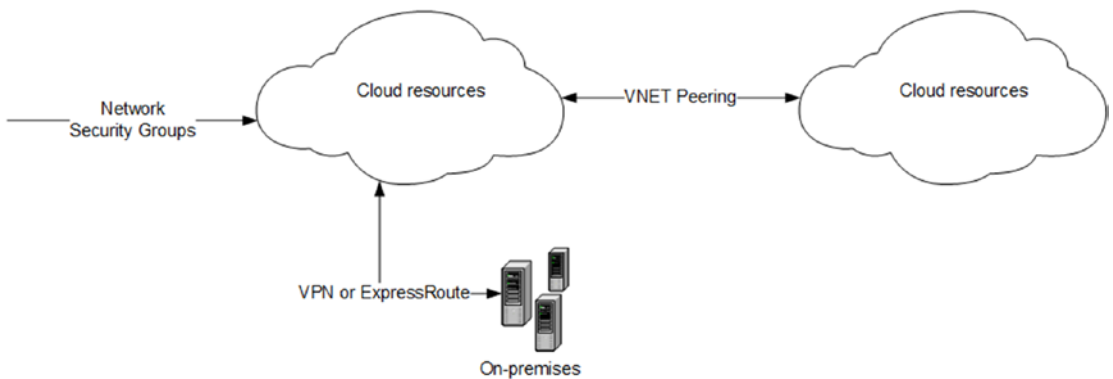 Cloud resources
Cloud resources
Network
Security Groups
VNET Peering
VPN or ExpressRoute
On-premises